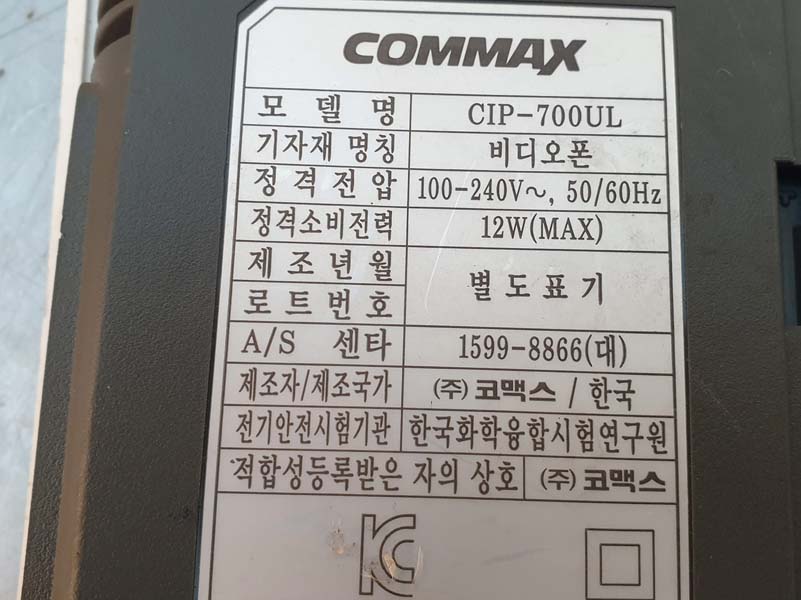 COMMAX
모 델 명 CIP-700UL
기자재 명칭 비디오폰
정 격 전 압 100-240V～, 50/60Hz
정격소비전력 12W(MAX)
제 조 년 월 별 도 표 기
로 트 번 호
A/S 센 타 1599-8866(대)
제조자/제조국가 (주) 코맥스 / 한국
전기안전시험기관 한국화학융합시험연구원
적합성등록받은 자의 상호 (주) 코맥스